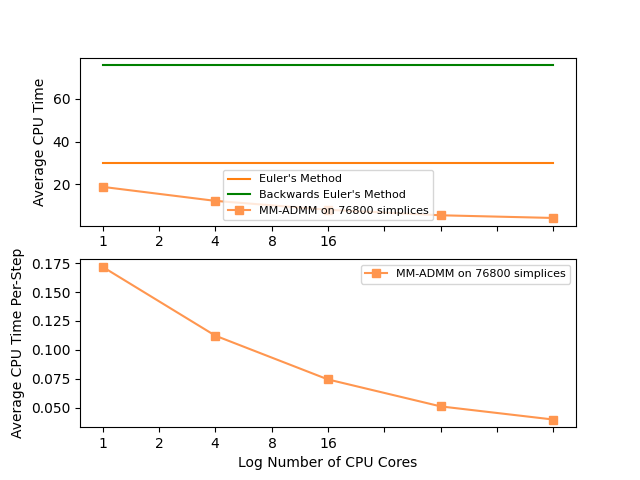 Average CPU Time
60
40
20
Euler's Method
Backwards Euler's Method
MM-ADMM on 76800 simplices
1 2 4 8 16
Average CPU Time Per-Step
0.175
0.150
0.125
0.100
0.075
0.050
MM-ADMM on 76800 simplices
1 2 4 8 16
Log Number of CPU Cores